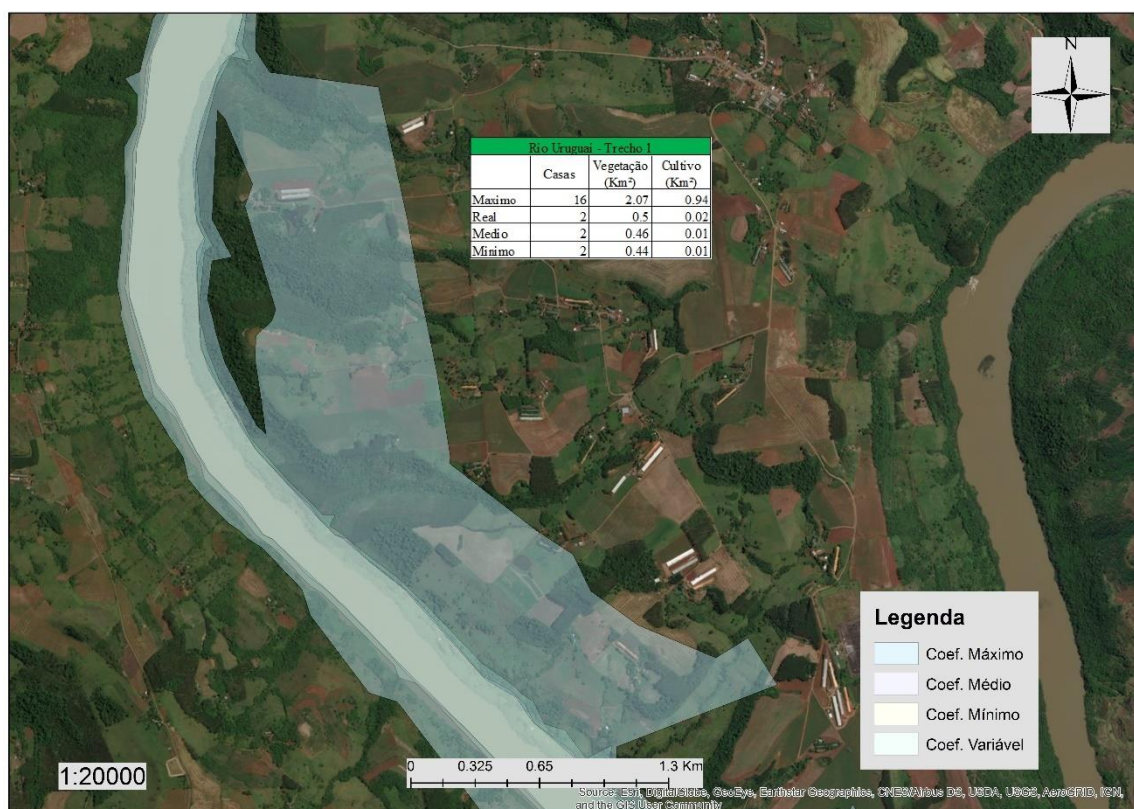 N
Rio Uruguai - Trecho 1
Casas Vegetação (Km²) Cultivo (Km²)
Maximo 16 2.07 0.94
Real 2 0.5 0.02
Medio 2 0.46 0.01
Minimo 2 0.44 0.01
Legenda
Coef. Máximo
Coef. Médio
Coef. Mínimo
Coef. Variável
1:20000
0 0.325 0.65 1.3 Km
Source: Esri, DigitalGlobe, GeoEye, Earthstar Geographics, CNES/Airbus DS, USDA, USGS, AeroGRID, IGN,
and the GIS User Community